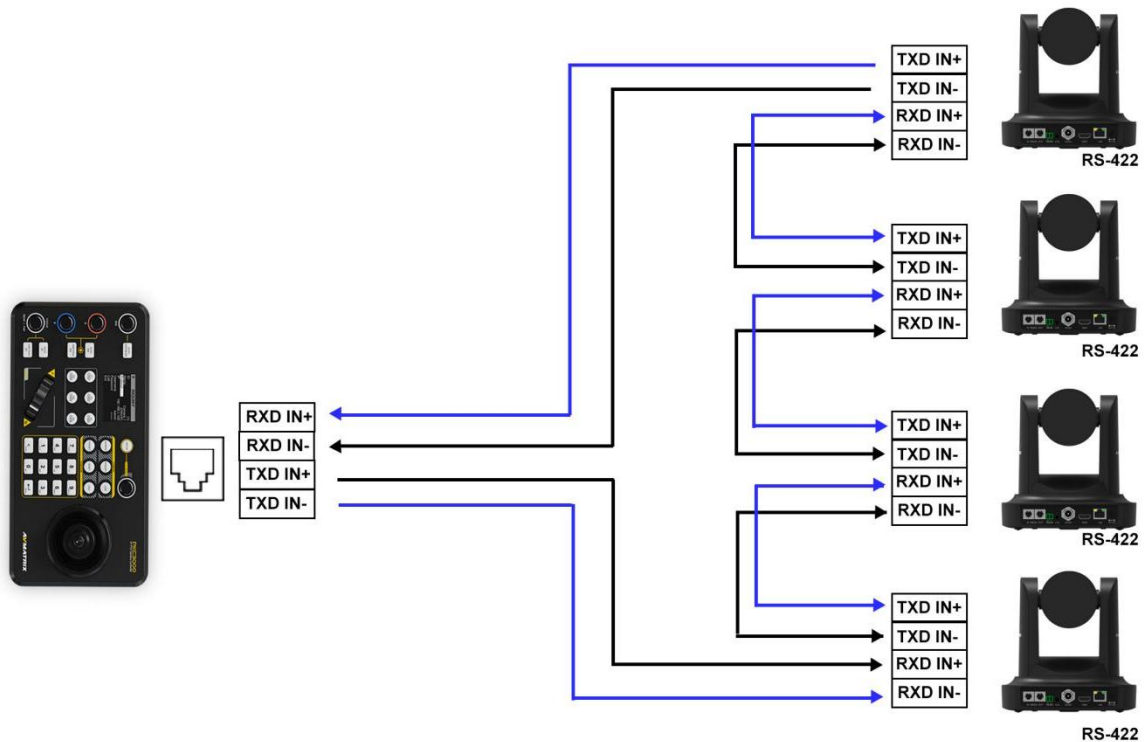 TXD IN+
TXD IN-
RXD IN+
RXD IN-
RS-422
TXD IN+
TXD IN-
RXD IN+
RXD IN-
RS-422
RXD IN+
RXD IN-
TXD IN+
TXD IN-
AVMATRIX
TXD IN+
TXD IN-
RXD IN+
RXD IN-
RS-422
TXD IN+
TXD IN-
RXD IN+
RXD IN-
RS-422